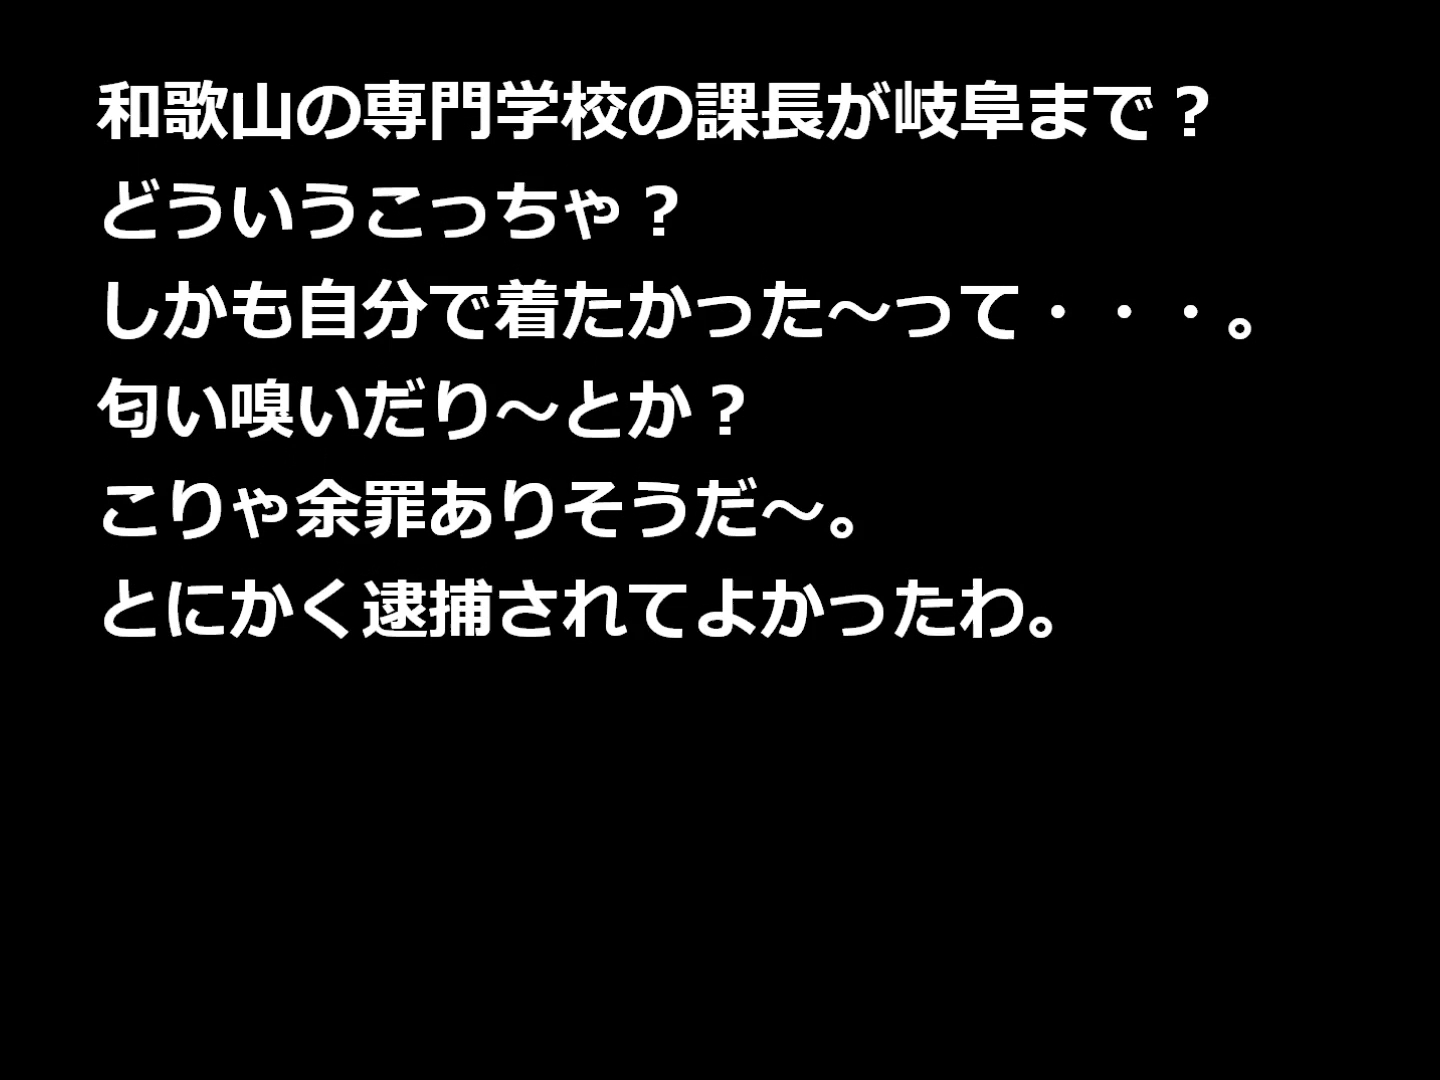 和歌山の専門学校の課長が岐阜まで？
どういうこっちゃ？
しかも自分で着たかった～って・・・。
匂い嗅いだり～とか？
こりゃ余罪ありそうだ～。
とにかく逮捕されてよかったわ。